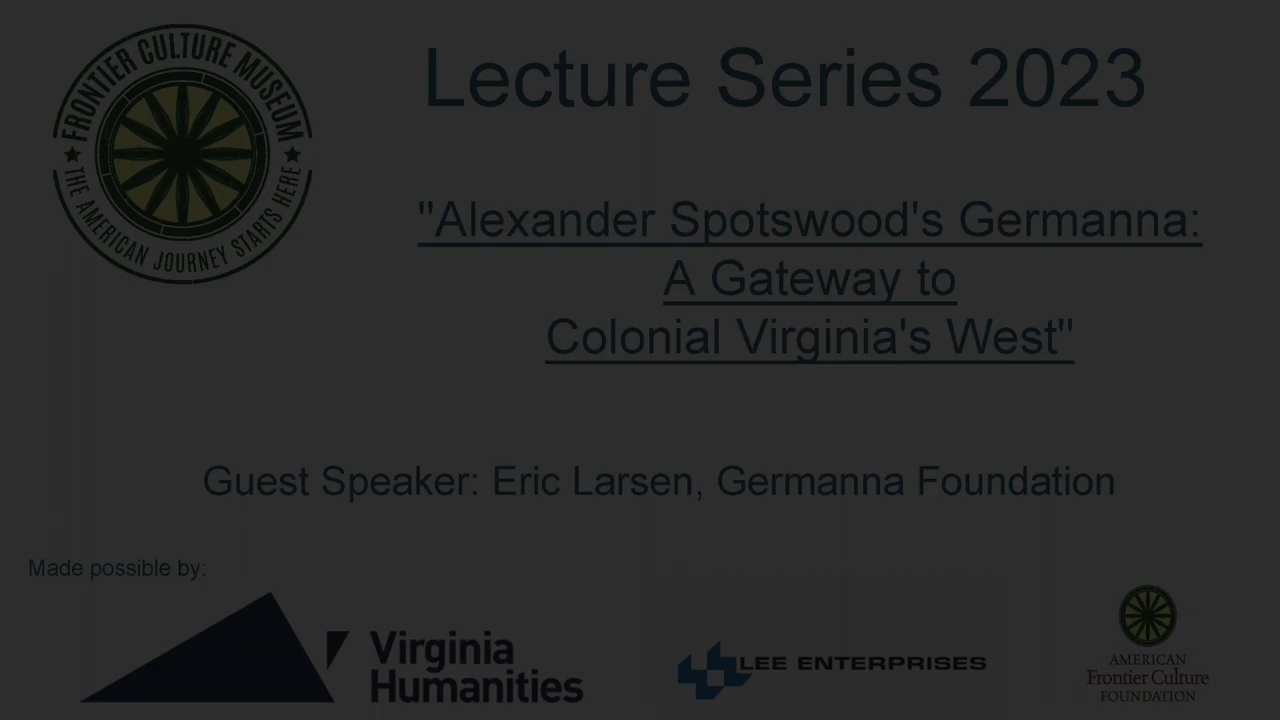 FRONTIER CULTURE MUSEUM
THE AMERICAN JOURNEY STARTS HERE
Lecture Series 2023
"Alexander Spotswood's Germanna:
A Gateway to
Colonial Virginia's West"
Guest Speaker: Eric Larsen, Germanna Foundation
Made possible by:
Virginia
Humanities
LEE ENTERPRISES
AMERICAN
Frontier Culture
FOUNDATION